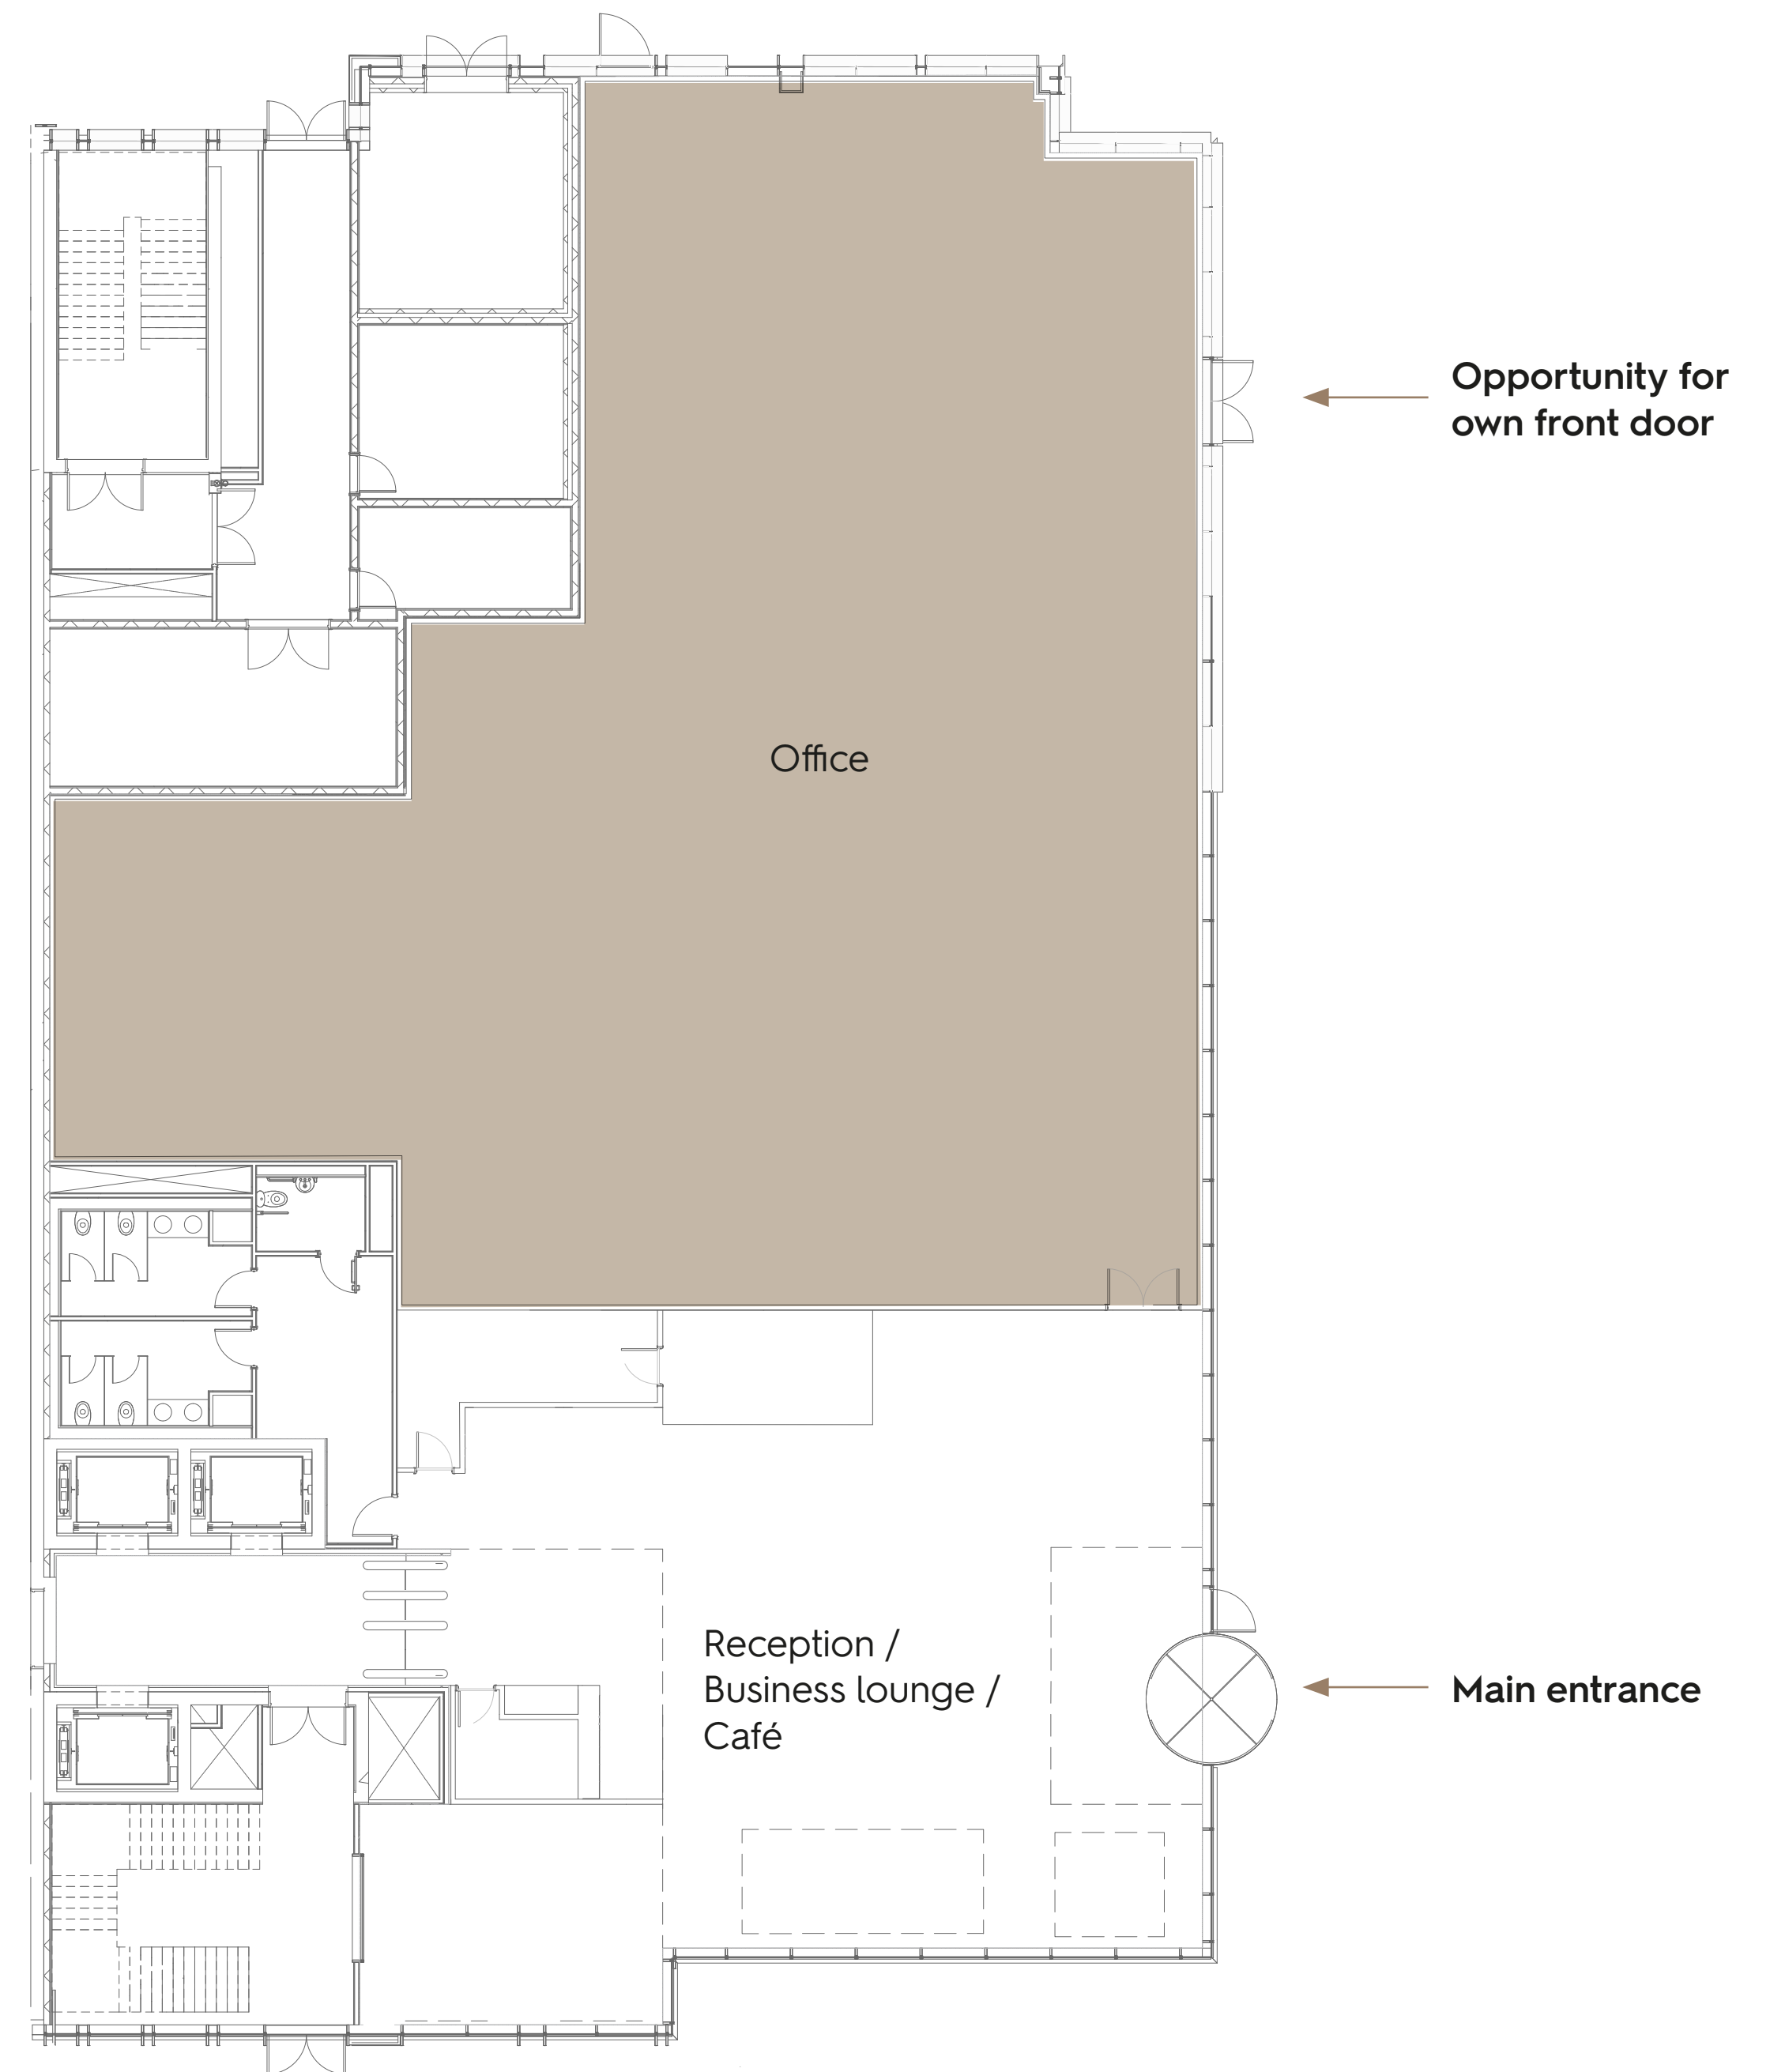 Opportunity for
own front door
Office
Reception /
Business lounge /
Café
Main entrance